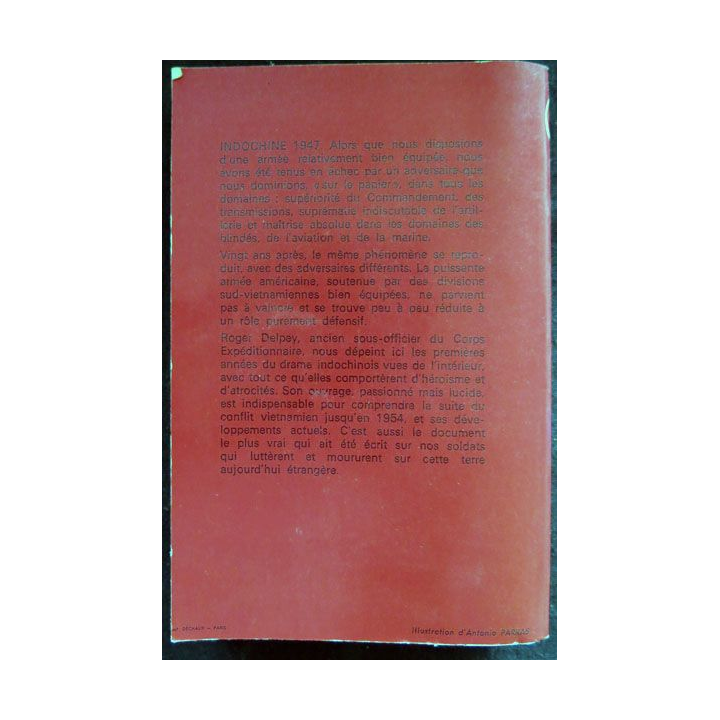 INDOCHINE 1947. Alors que nous disposions
d'une armée relativement bien équipée, nous
avons été tenus en échec par un adversaire que
nous dominions, « sur le papier », dans tous les
domaines : supériorité du Commandement, des
transmissions, suprématie indiscutable de l'artil-
lerie et maîtrise absolue dans les domaines des
blindés, de l'aviation et de la marine.
Vingt ans après, le même phénomène se repro-
duit, avec des adversaires différents. La puissante
armée américaine, soutenue par des divisions
sud-vietnamiennes bien équipées, ne parvient
pas à vaincre et se trouve peu à peu réduite à
un rôle purement défensif.
Roger Delpey, ancien sous-officier du Corps
Expéditionnaire, nous dépeint ici les premières
années du drame indochinois vues de l'intérieur,
avec tout ce qu'elles comportèrent d'héroïsme et
d'atrocités. Son ouvrage, passionné mais lucide,
est indispensable pour comprendre la suite du
conflit vietnamien jusqu'en 1954, et ses déve-
loppements actuels. C'est aussi le document
le plus vrai qui ait été écrit sur nos soldats
qui luttèrent et moururent sur cette terre
aujourd'hui étrangère.
DECHAUX – PARIS
Illustration d'Antonio PARRAS